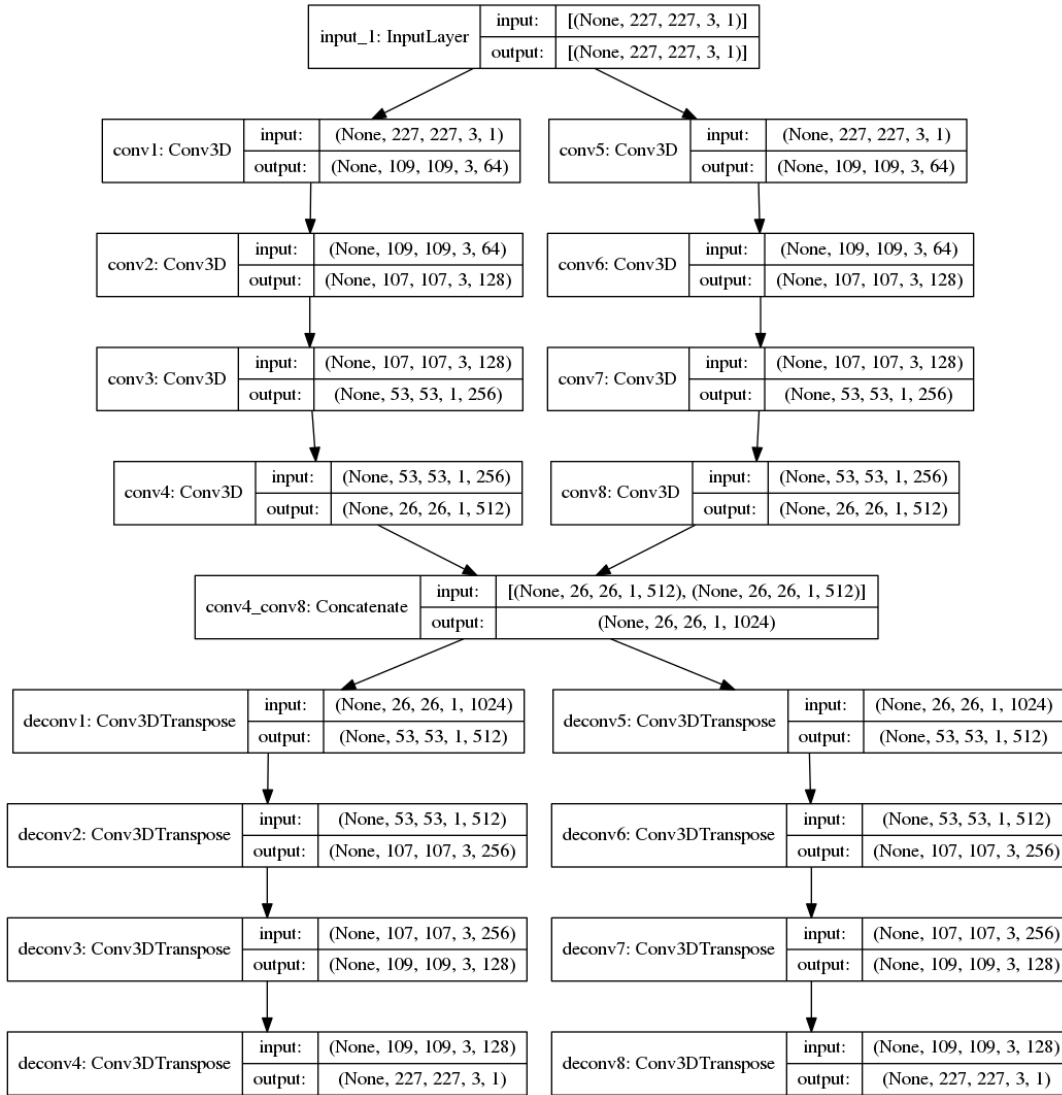 input_1: InputLayer
input:
[(None, 227, 227, 3, 1)]
output:
[(None, 227, 227, 3, 1)]
conv1: Conv3D
input:
(None, 227, 227, 3, 1)
output:
(None, 109, 109, 3, 64)
conv5: Conv3D
input:
(None, 227, 227, 3, 1)
output:
(None, 109, 109, 3, 64)
conv2: Conv3D
input:
(None, 109, 109, 3, 64)
output:
(None, 107, 107, 3, 128)
conv6: Conv3D
input:
(None, 109, 109, 3, 64)
output:
(None, 107, 107, 3, 128)
conv3: Conv3D
input:
(None, 107, 107, 3, 128)
output:
(None, 53, 53, 1, 256)
conv7: Conv3D
input:
(None, 107, 107, 3, 128)
output:
(None, 53, 53, 1, 256)
conv4: Conv3D
input:
(None, 53, 53, 1, 256)
output:
(None, 26, 26, 1, 512)
conv8: Conv3D
input:
(None, 53, 53, 1, 256)
output:
(None, 26, 26, 1, 512)
conv4_conv8: Concatenate
input:
[(None, 26, 26, 1, 512), (None, 26, 26, 1, 512)]
output:
(None, 26, 26, 1, 1024)
deconv1: Conv3DTranspose
input:
(None, 26, 26, 1, 1024)
output:
(None, 53, 53, 1, 512)
deconv5: Conv3DTranspose
input:
(None, 26, 26, 1, 1024)
output:
(None, 53, 53, 1, 512)
deconv2: Conv3DTranspose
input:
(None, 53, 53, 1, 512)
output:
(None, 107, 107, 3, 256)
deconv6: Conv3DTranspose
input:
(None, 53, 53, 1, 512)
output:
(None, 107, 107, 3, 256)
deconv3: Conv3DTranspose
input:
(None, 107, 107, 3, 256)
output:
(None, 109, 109, 3, 128)
deconv7: Conv3DTranspose
input:
(None, 107, 107, 3, 256)
output:
(None, 109, 109, 3, 128)
deconv4: Conv3DTranspose
input:
(None, 109, 109, 3, 128)
output:
(None, 227, 227, 3, 1)
deconv8: Conv3DTranspose
input:
(None, 109, 109, 3, 128)
output:
(None, 227, 227, 3, 1)